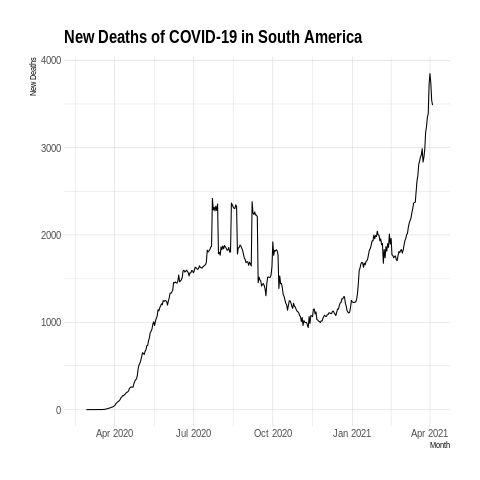 New Deaths of COVID-19 in South America
New Deaths
4000
3000
2000
1000
0
Apr 2020 Jul 2020 Oct 2020 Jan 2021 Apr 2021
Month